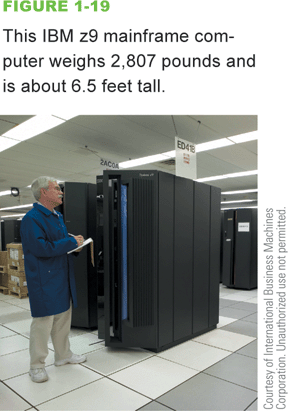 FIGURE 1-19
This IBM z9 mainframe com-
puter weighs 2,807 pounds and
is about 6.5 feet tall.
ED41B
Courtesy of International Business Machines
Corporation. Unauthorized use not permitted.